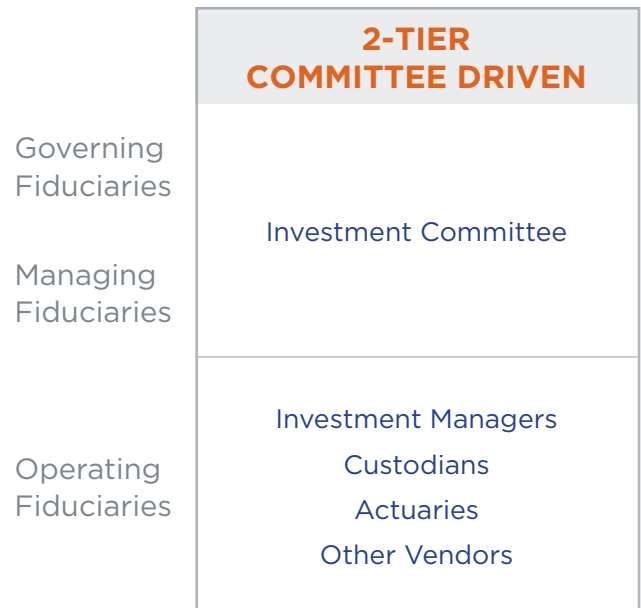 2-TIER
COMMITTEE DRIVEN
Governing
Fiduciaries
Investment Committee
Managing
Fiduciaries
Investment Managers
Custodians
Operating
Fiduciaries
Actuaries
Other Vendors